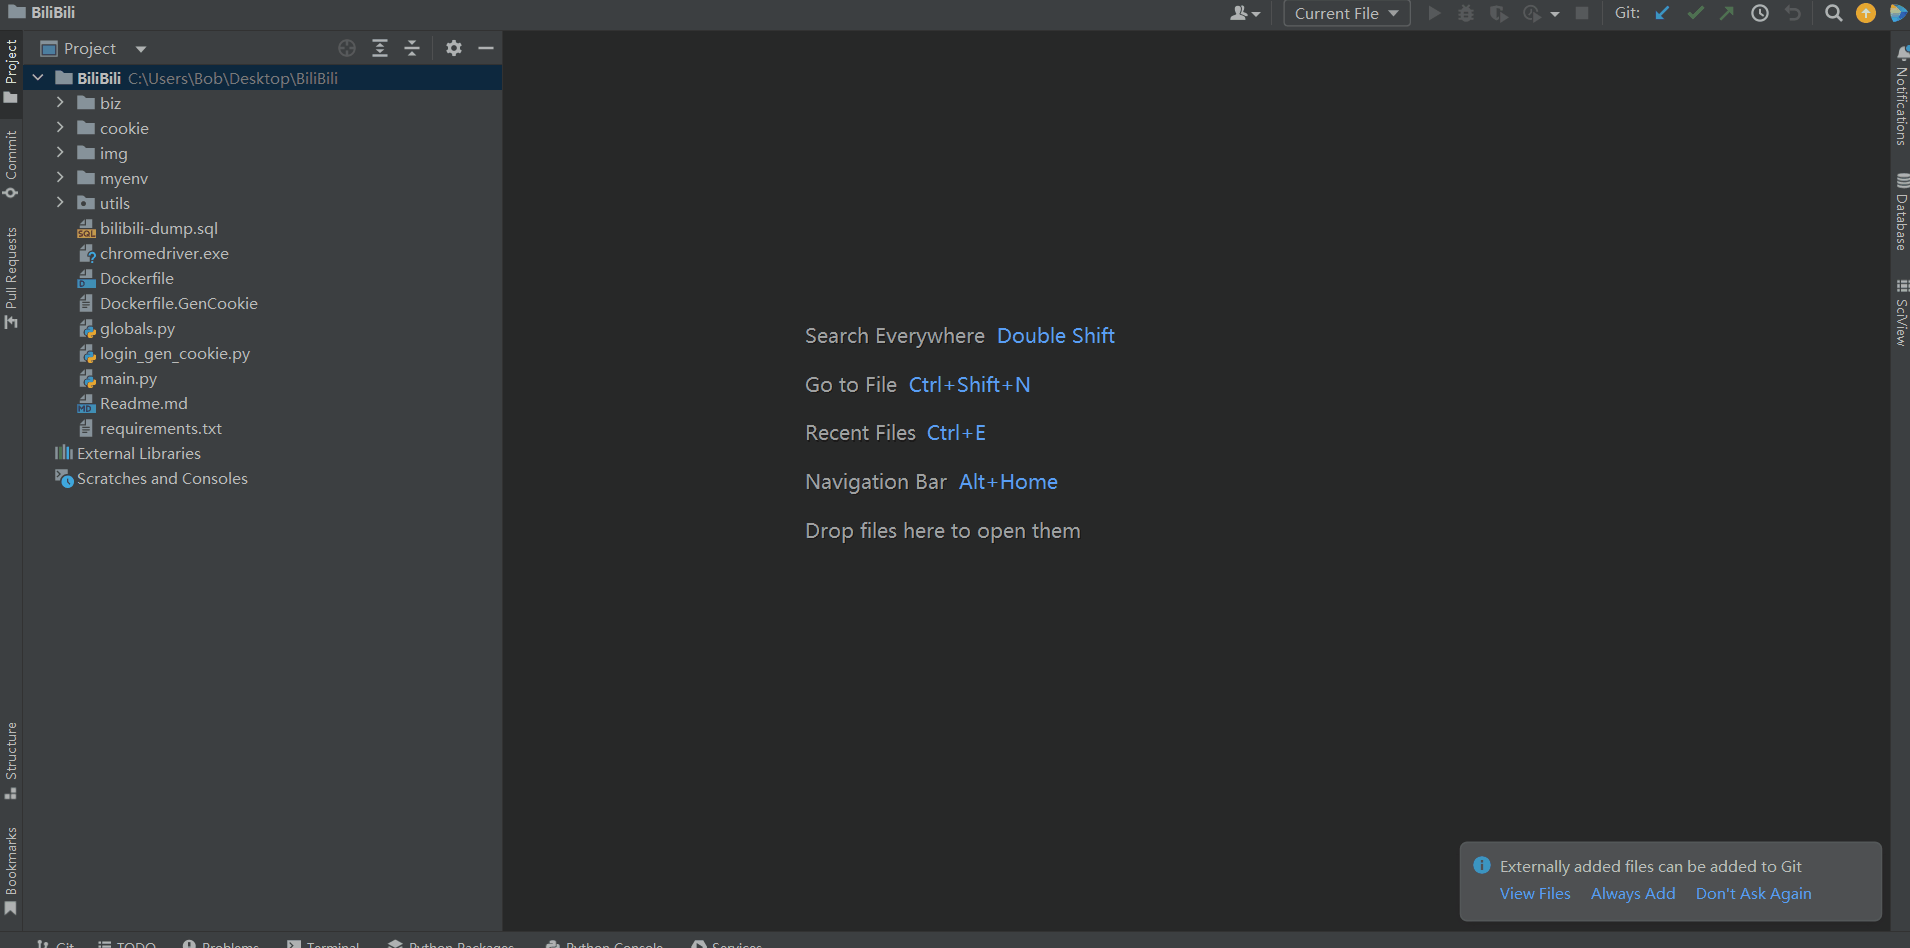 BiliBili
Current File
Git:
Project
BiliBili C:\Users\Bob\Desktop\BiliBili
biz
cookie
img
myenv
utils
bilibili-dump.sql
chromedriver.exe
Dockerfile
Dockerfile.GenCookie
globals.py
login_gen_cookie.py
main.py
Readme.md
requirements.txt
External Libraries
Scratches and Consoles
Project
Commit
Pull Requests
Structure
Bookmarks
Search Everywhere Double Shift
Go to File Ctrl+Shift+N
Recent Files Ctrl+E
Navigation Bar Alt+Home
Drop files here to open them
Notifications
Database
SciView
Externally added files can be added to Git
View Files Always Add Don't Ask Again
Git TODO Problems Terminal Python Packages Python Console Services